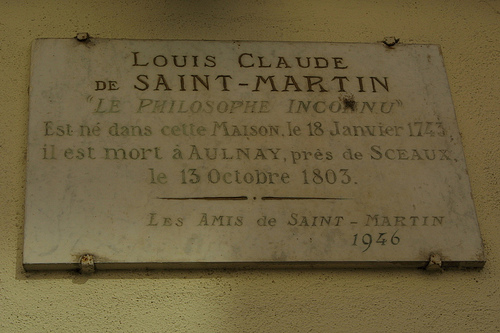 LOUIS CLAUDE
DE SAINT-MARTIN
"LE PHILOSOPHE INCONNU"
Est né dans cette MAISON, le 18 Janvier 1743
il est mort à AULNAY, près de SCEAUX,
le 13 Octobre 1803.
LES AMIS de SAINT-MARTIN
1946